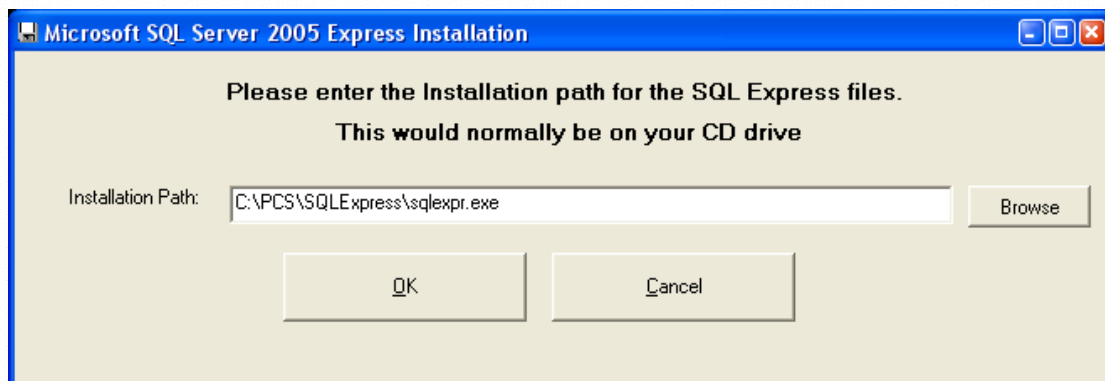 Microsoft SQL Server 2005 Express Installation
Please enter the Installation path for the SQL Express files.
This would normally be on your CD drive
Installation Path: C:\PCS\SQLExpress\sqlexpr.exe Browse
OK Cancel